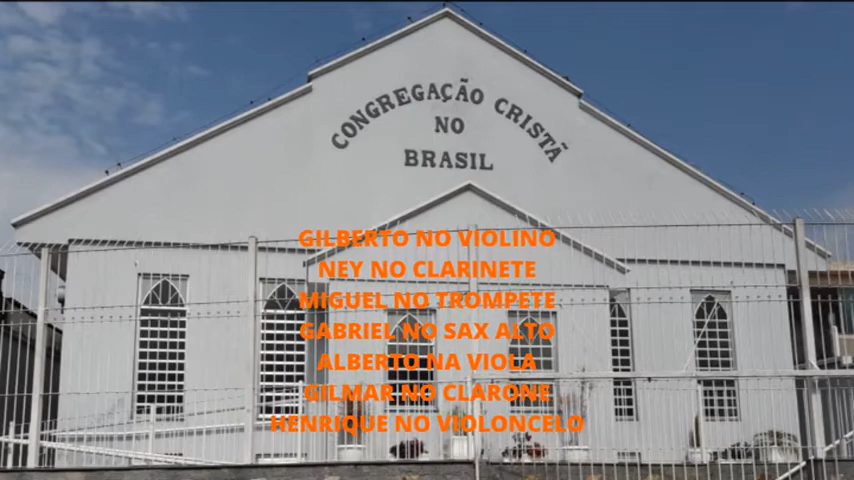 CONGREGAÇÃO CRISTÃ
NO
BRASIL
GILBERTO NO VIOLINO
NEY NO CLARINETE
MIGUEL NO TROMPETE
GABRIEL NO SAX ALTO
ALBERTO NA VIOLA
GILMAR NO CLARONE
HENRIQUE NO VIOLONCELO